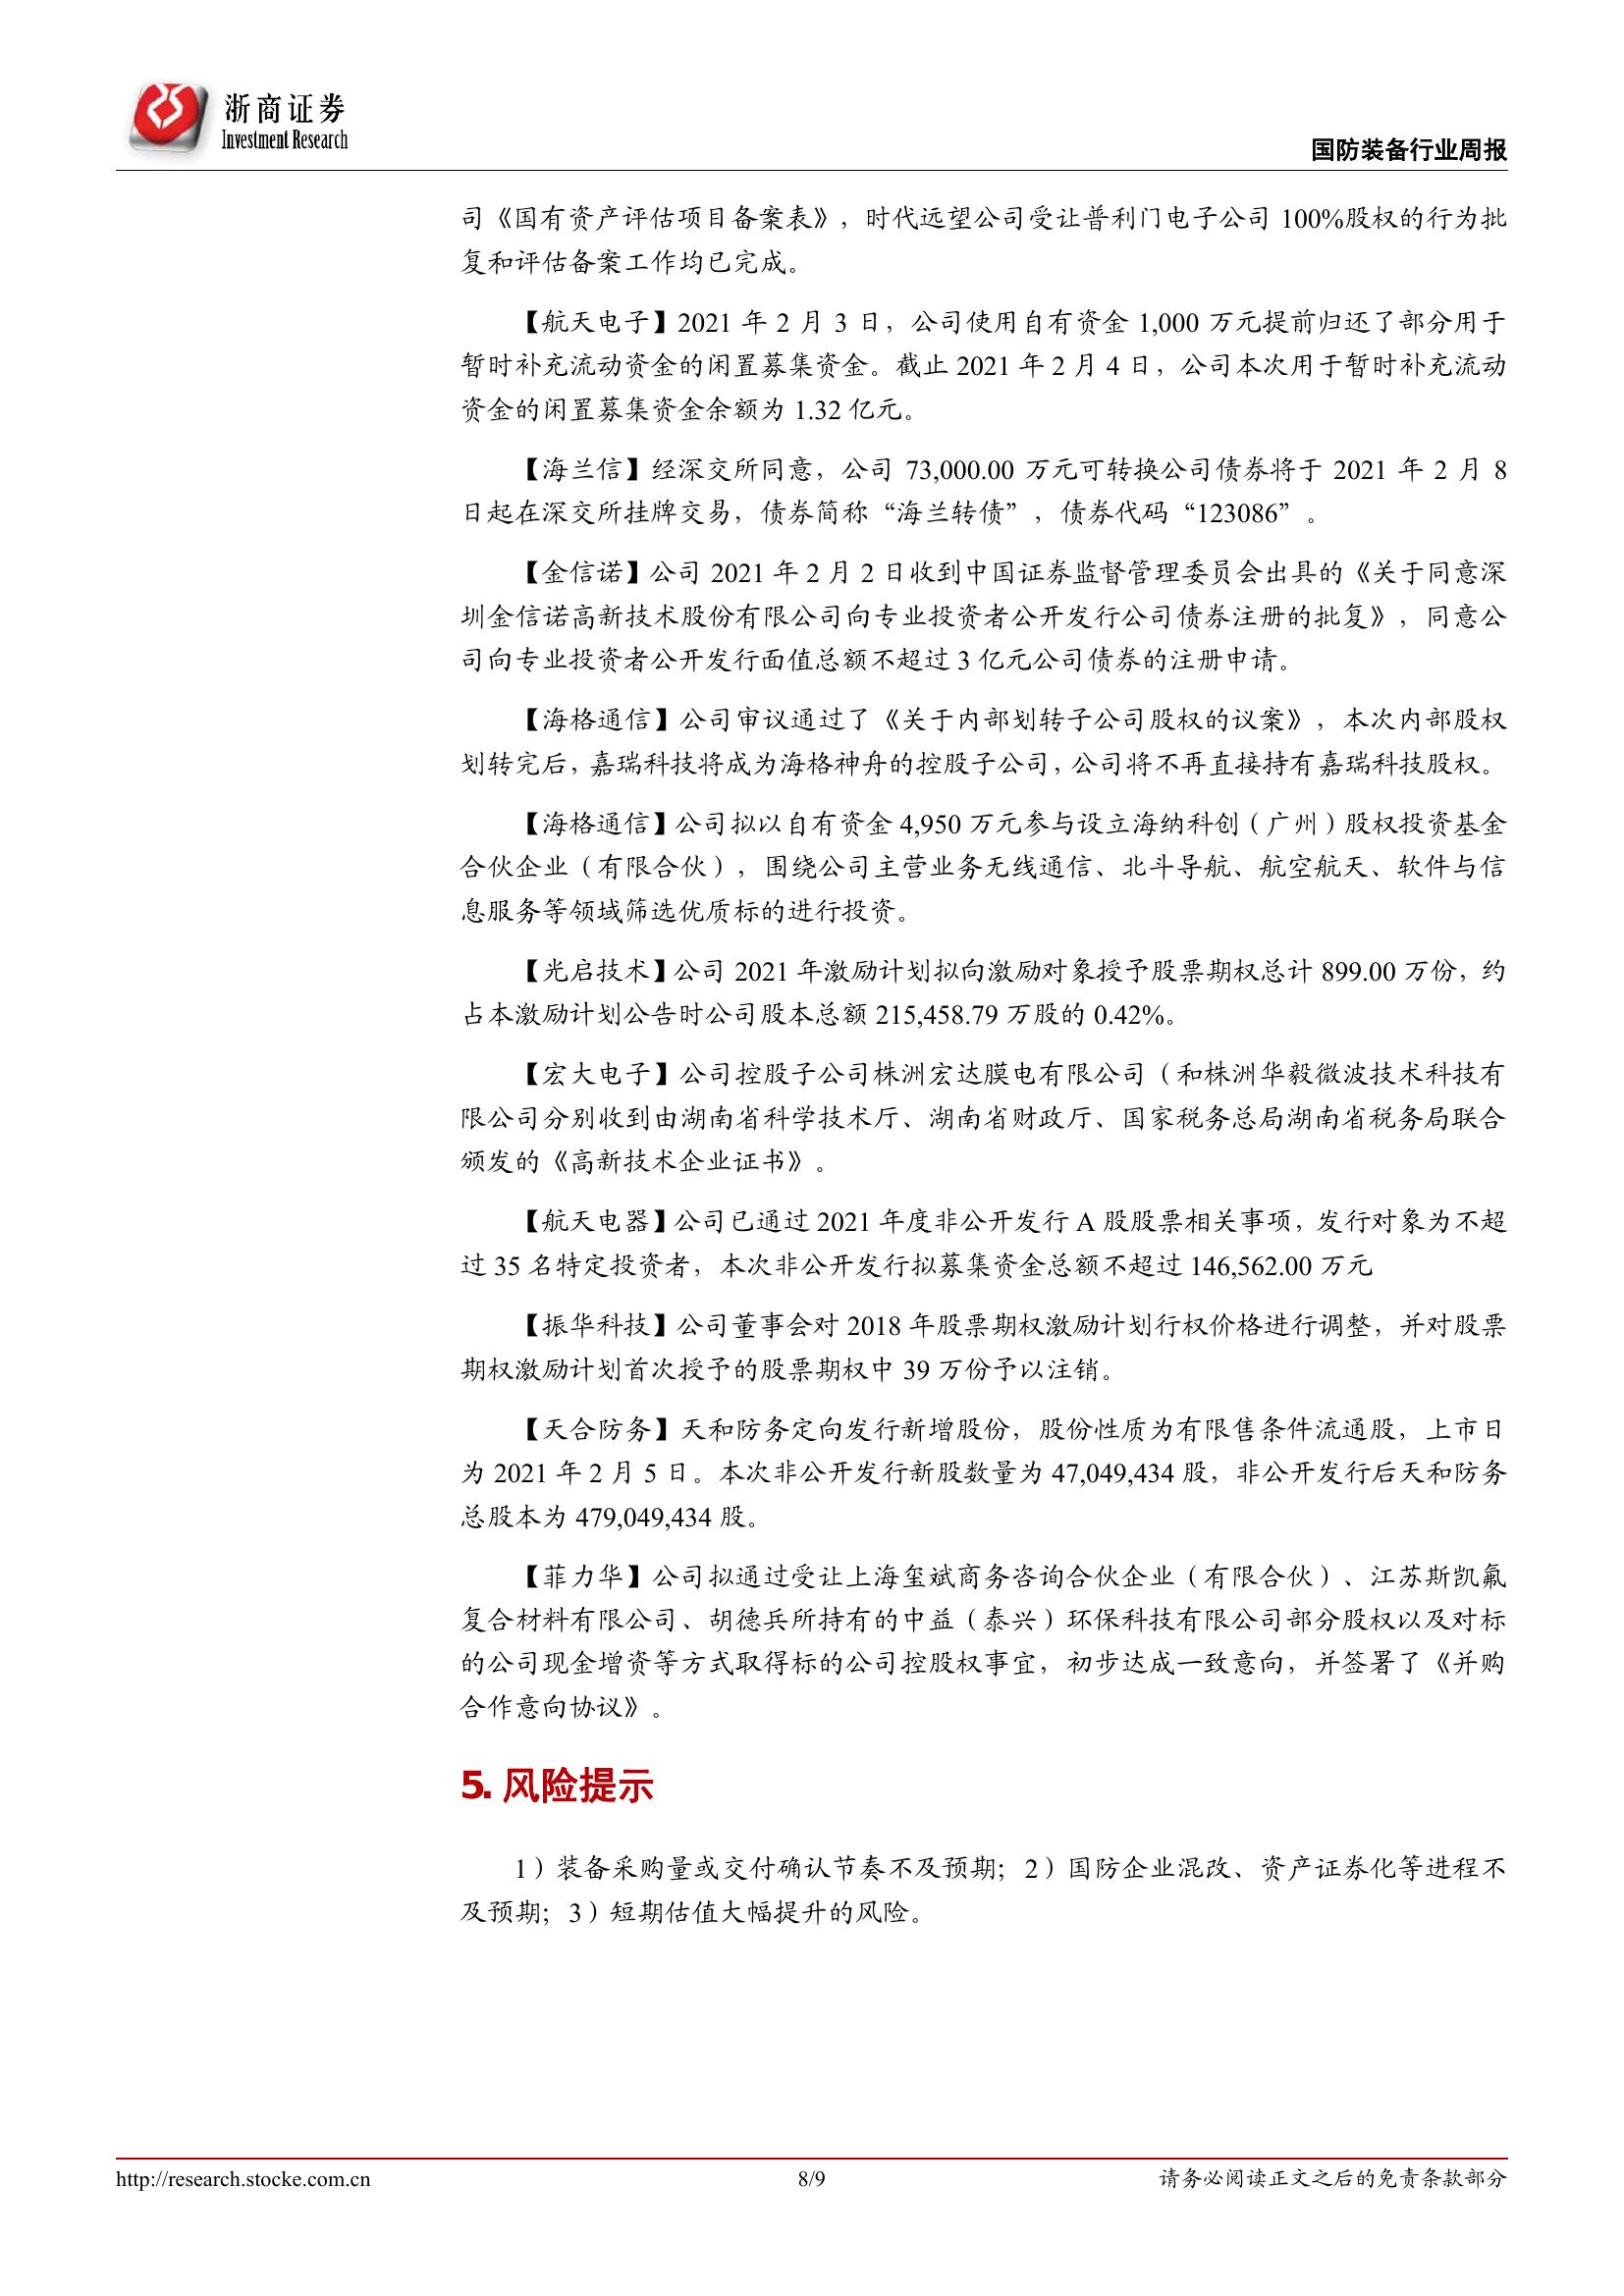 浙商证券
Investment Research
国防装备行业周报
司《国有资产评估项目备案表》，时代远望公司受让普利门电子公司 100%股权的行为批
复和评估备案工作均已完成。
【航天电子】2021 年 2 月 3 日，公司使用自有资金 1,000 万元提前归还了部分用于
暂时补充流动资金的闲置募集资金。截止 2021 年 2 月 4 日，公司本次用于暂时补充流动
资金的闲置募集资金余额为 1.32 亿元。
【海兰信】经深交所同意，公司 73,000.00 万元可转换公司债券将于 2021 年 2 月 8
日起在深交所挂牌交易，债券简称“海兰转债”，债券代码“123086”。
【金信诺】公司 2021 年 2 月 2 日收到中国证券监督管理委员会出具的《关于同意深
圳金信诺高新技术股份有限公司向专业投资者公开发行公司债券注册的批复》，同意公
司向专业投资者公开发行面值总额不超过 3 亿元公司债券的注册申请。
【海格通信】公司审议通过了《关于内部划转子公司股权的议案》，本次内部股权
划转完后，嘉瑞科技将成为海格神舟的控股子公司，公司将不再直接持有嘉瑞科技股权。
【海格通信】公司拟以自有资金 4,950 万元参与设立海纳科创（广州）股权投资基金
合伙企业（有限合伙），围绕公司主营业务无线通信、北斗导航、航空航天、软件与信
息服务等领域筛选优质标的进行投资。
【光启技术】公司 2021 年激励计划拟向激励对象授予股票期权总计 899.00 万份，约
占本激励计划公告时公司股本总额 215,458.79 万股的 0.42%。
【宏大电子】公司控股子公司株洲宏达膜电有限公司（和株洲华毅微波技术科技有
限公司分别收到由湖南省科学技术厅、湖南省财政厅、国家税务总局湖南省税务局联合
颁发的《高新技术企业证书》。
【航天电器】公司已通过 2021 年度非公开发行 A 股股票相关事项，发行对象为不超
过 35 名特定投资者，本次非公开发行拟募集资金总额不超过 146,562.00 万元
【振华科技】公司董事会对 2018 年股票期权激励计划行权价格进行调整，并对股票
期权激励计划首次授予的股票期权中 39 万份予以注销。
【天合防务】天和防务定向发行新增股份，股份性质为有限售条件流通股，上市日
为 2021 年 2 月 5 日。本次非公开发行新股数量为 47,049,434 股，非公开发行后天和防务
总股本为 479,049,434 股。
【菲力华】公司拟通过受让上海玺斌商务咨询合伙企业（有限合伙）、江苏斯凯氟
复合材料有限公司、胡德兵所持有的中益（泰兴）环保科技有限公司部分股权以及对标
的公司现金增资等方式取得标的公司控股权事宜，初步达成一致意向，并签署了《并购
合作意向协议》。
5. 风险提示
1）装备采购量或交付确认节奏不及预期；2）国防企业混改、资产证券化等进程不
及预期；3）短期估值大幅提升的风险。
http://research.stocke.com.cn
8/9
请务必阅读正文之后的免责条款部分